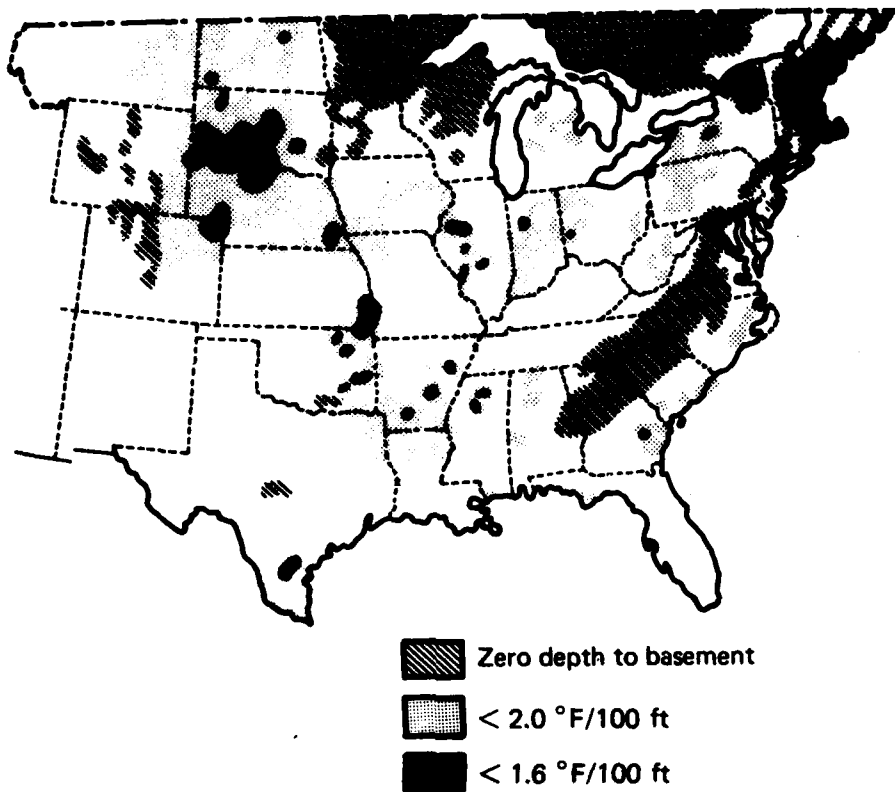 Zero depth to basement
< 2.0 °F/100 ft
< 1.6 °F/100 ft